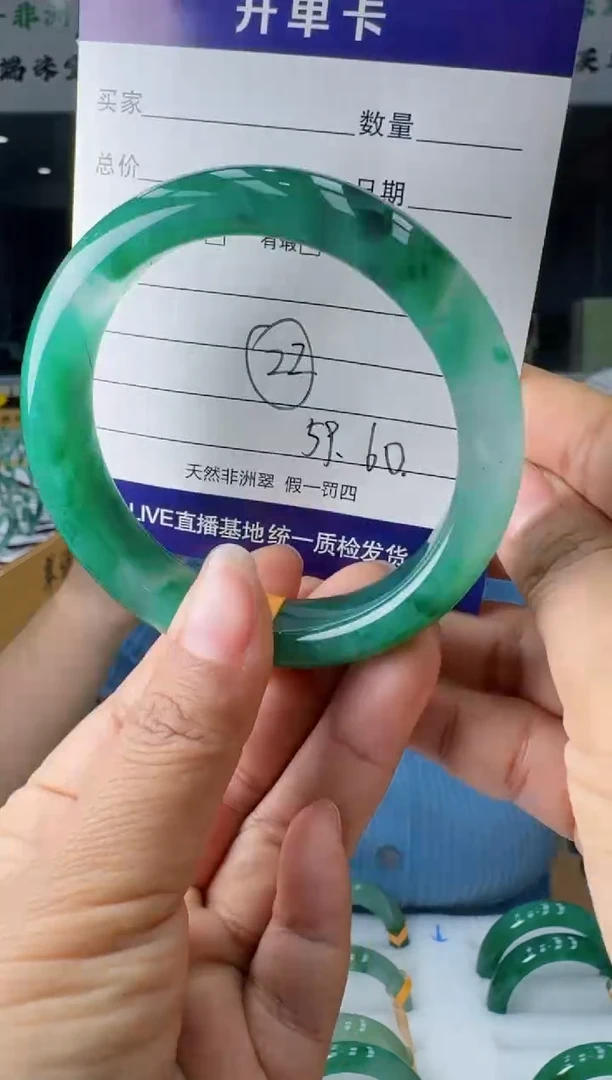 开单卡
买家 数量
总价 日期
有瑕
22
59. 60.
天然非洲翠 假一罚四
LIVE直播基地统一质检发货